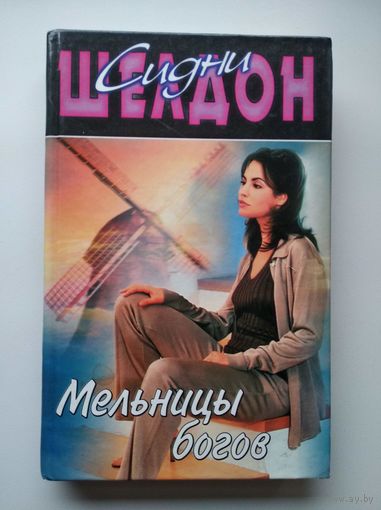 Сидни
ШЕЛДОН
Мельницы
богов
www.ay.by